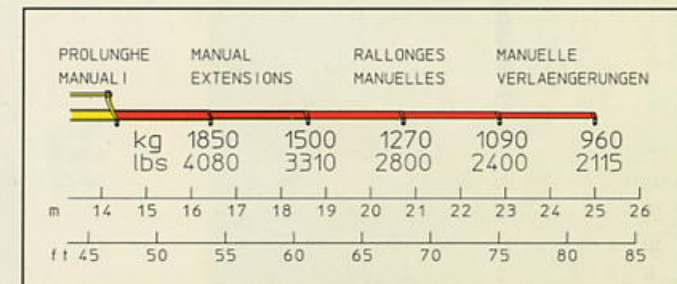 PROLUNGHE MANUAL RALLONGES MANUELLE
MANUALI EXTENSIONS MANUELLES VERLAENGERUNGEN
kg 1850 1500 1270 1090 960
lbs 4080 3310 2800 2400 2115
m 14 15 16 17 18 19 20 21 22 23 24 25 26
ft 45 50 55 60 65 70 75 80 85